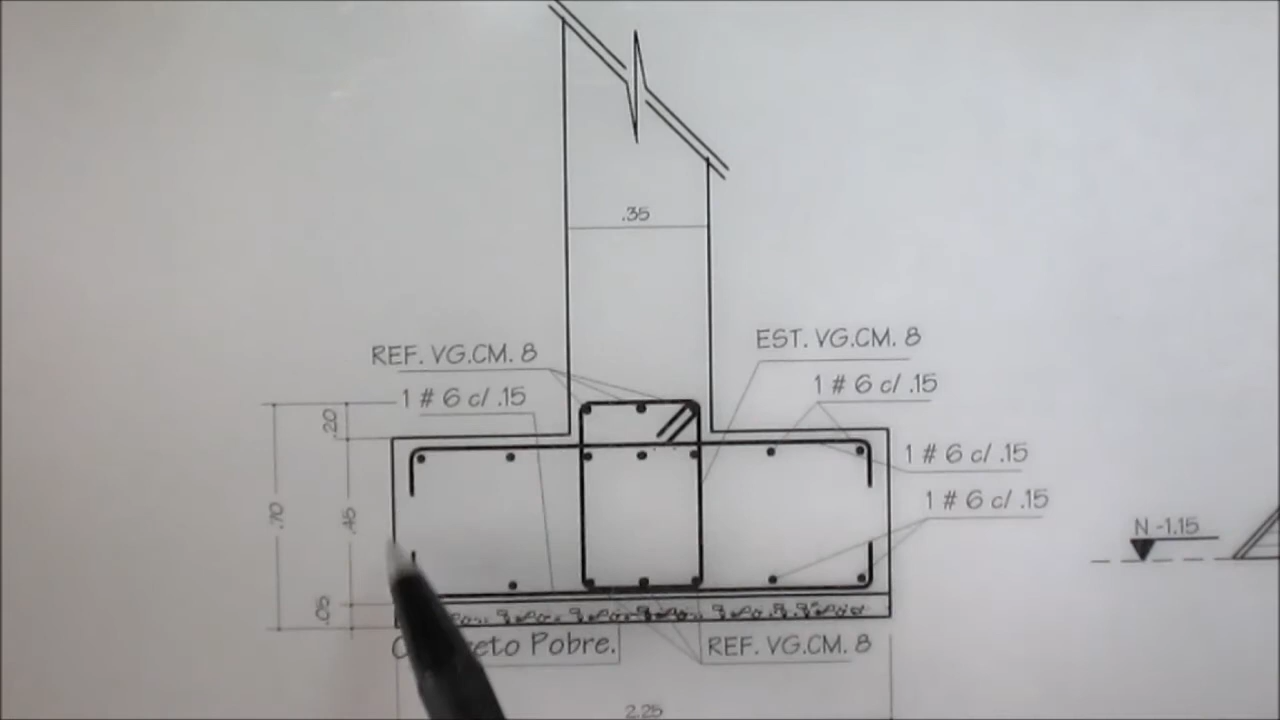 .35
EST. VG.CM. 8
REF. VG.CM. 8
1 # 6 c/ .15
1 # 6 c/ .15
.20
1 # 6 c/ .15
1 # 6 c/ .15
.70
.45
N -1.15
.05
C eto Pobre.
REF. VG.CM. 8
2.25